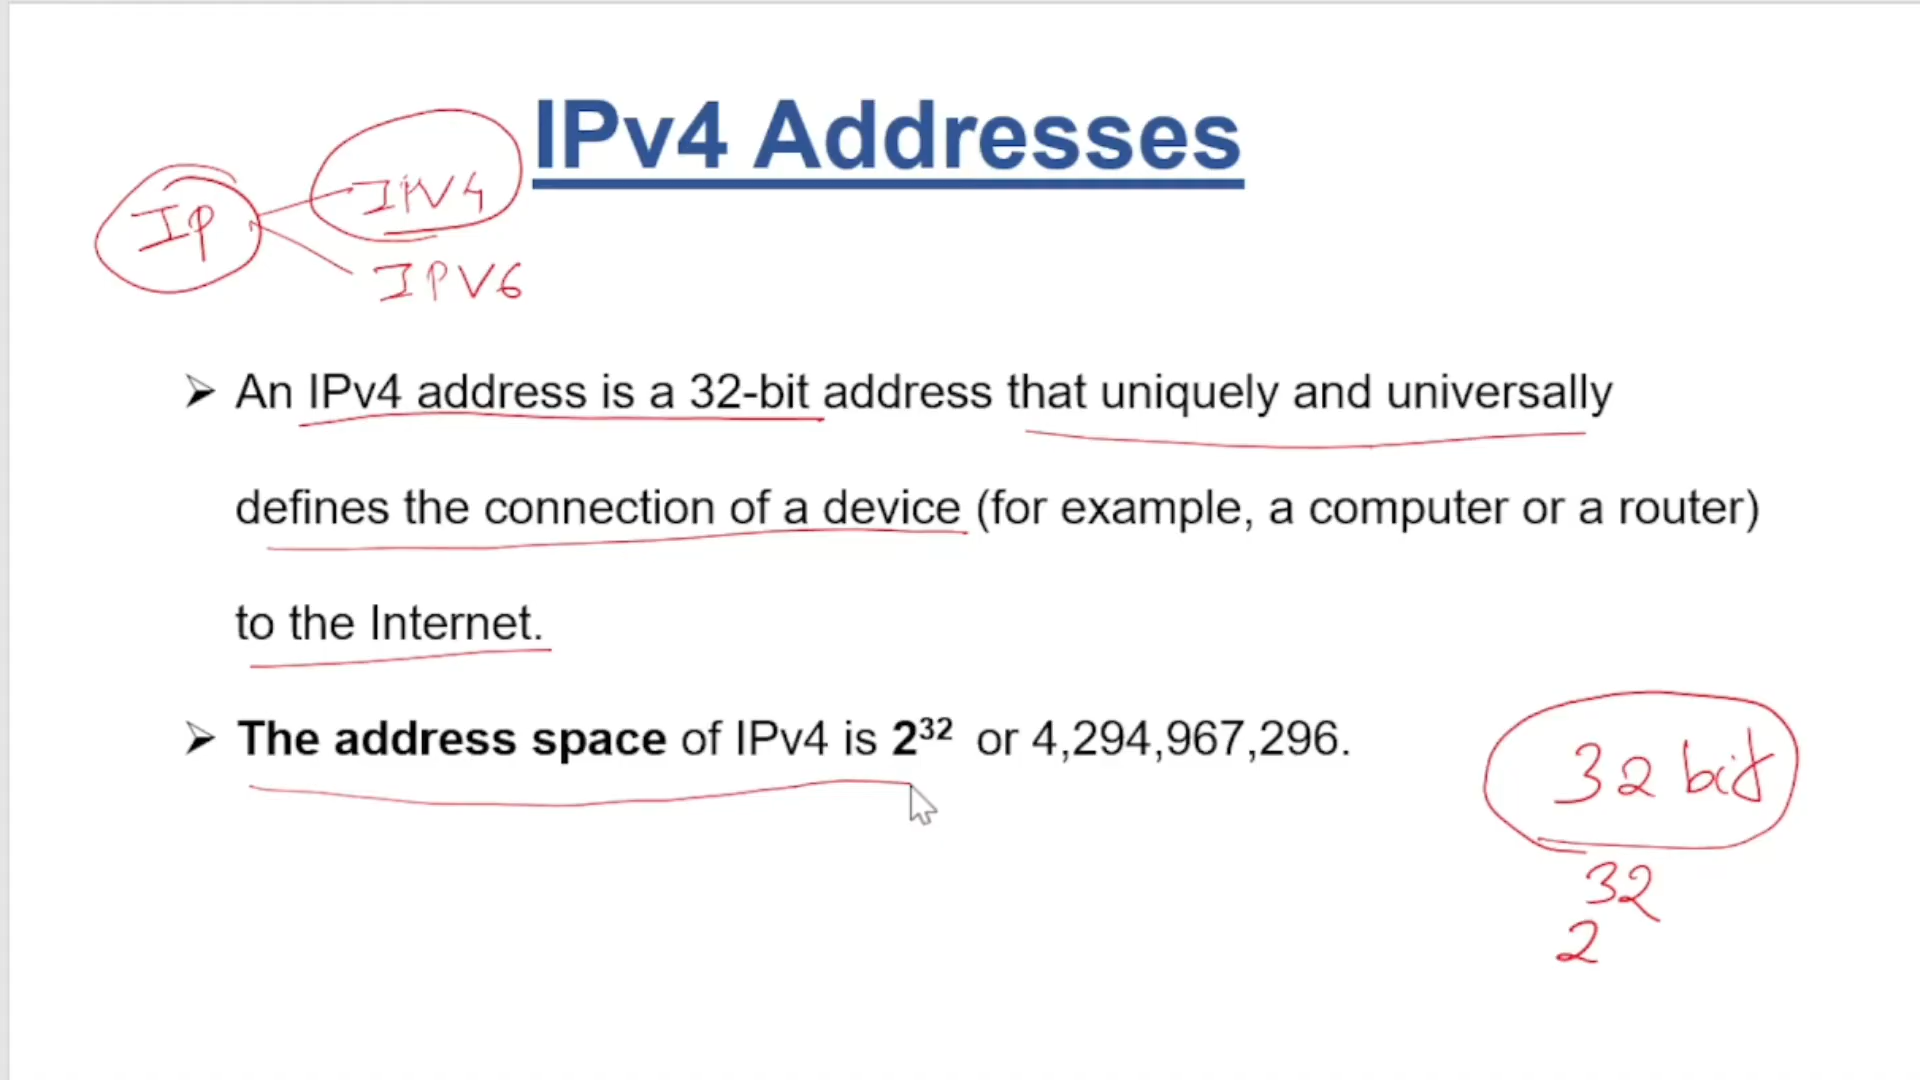 IPv4 Addresses
IP
IPV4
IPV6
➢ An IPv4 address is a 32-bit address that uniquely and universally
defines the connection of a device (for example, a computer or a router)
to the Internet.
➢ The address space of IPv4 is 2³² or 4,294,967,296.
32 bit
32
2